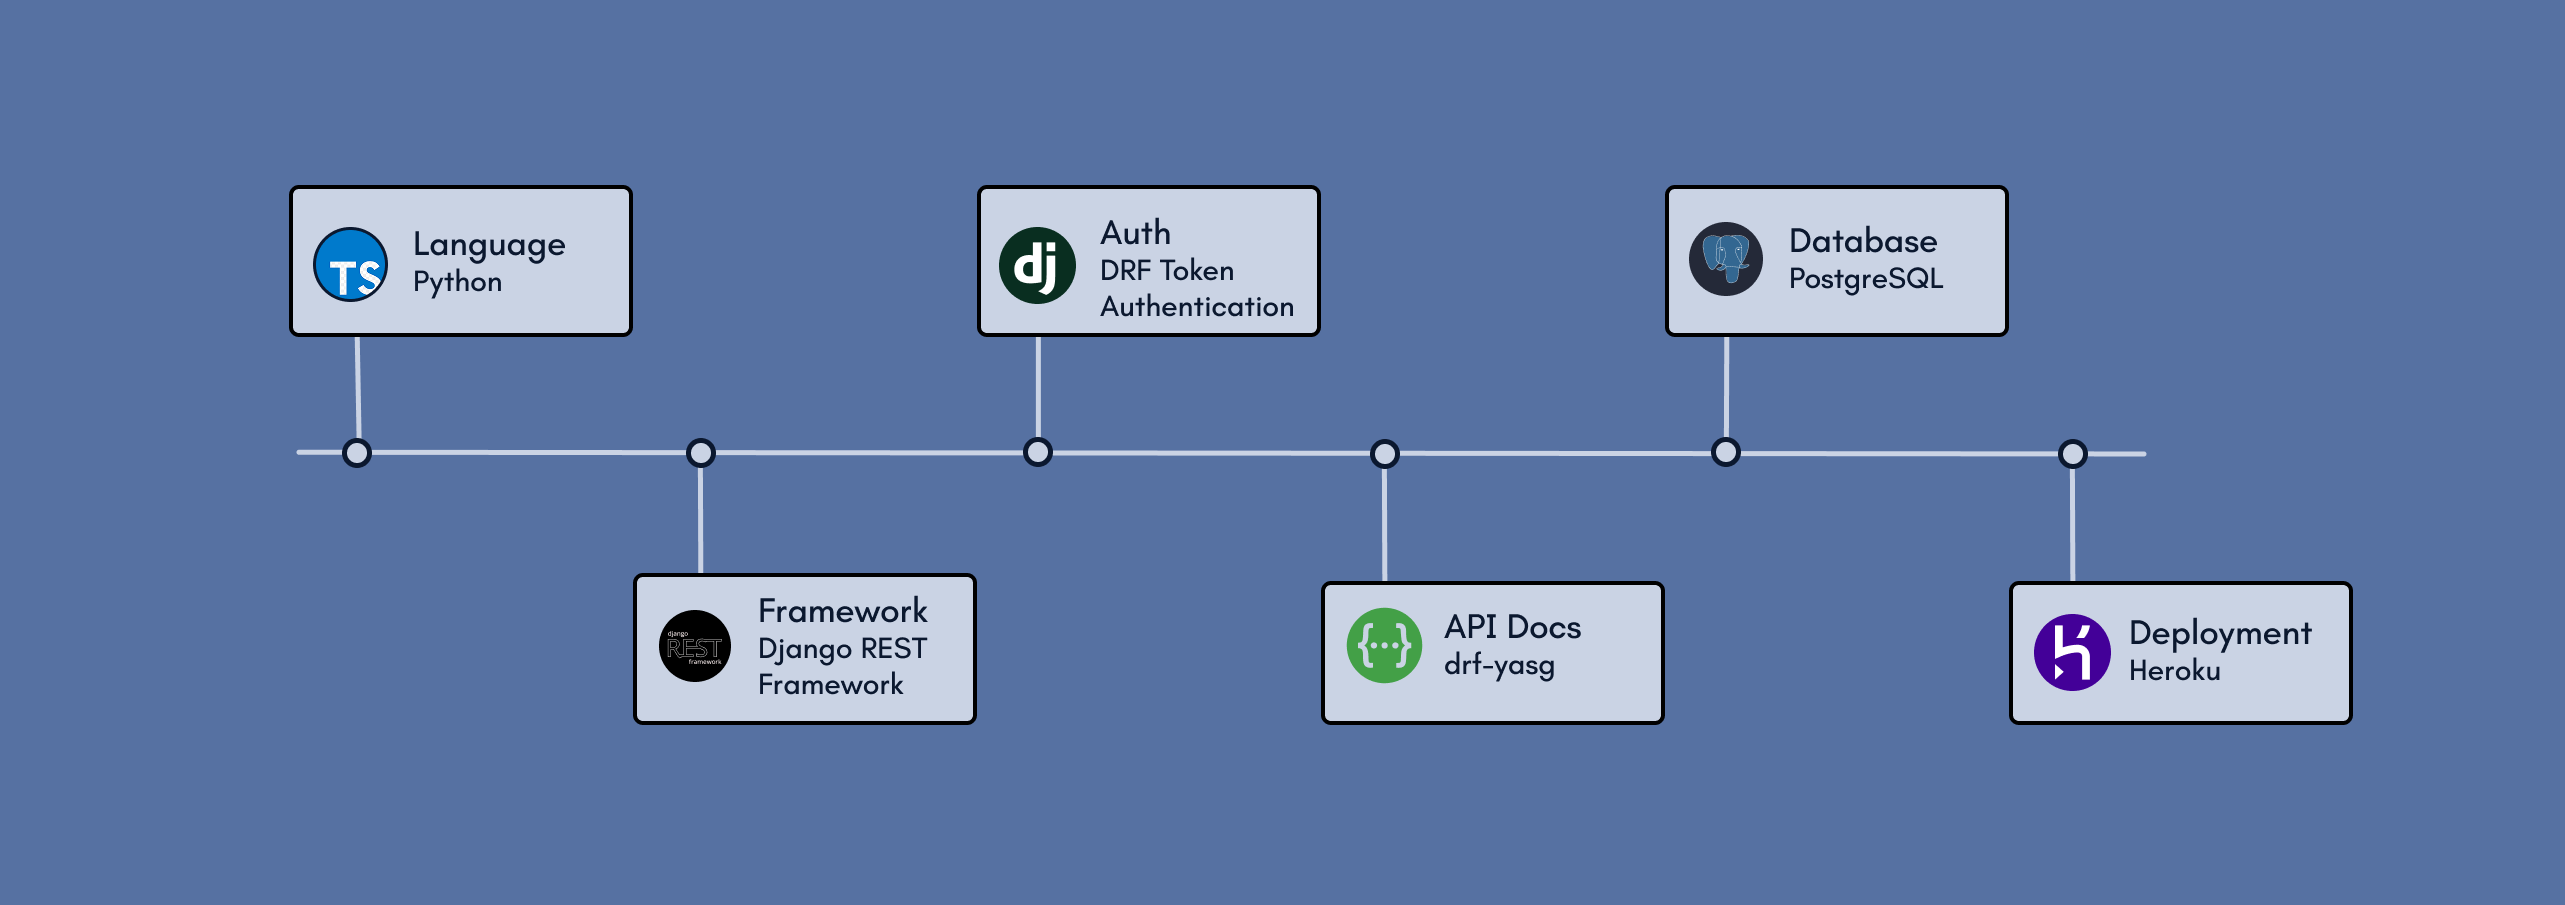 TS
Language
Python
django
REST
framework
Framework
Django REST
Framework
dj
Auth
DRF Token
Authentication
{...}
API Docs
drf-yasg
Database
PostgreSQL
Deployment
Heroku